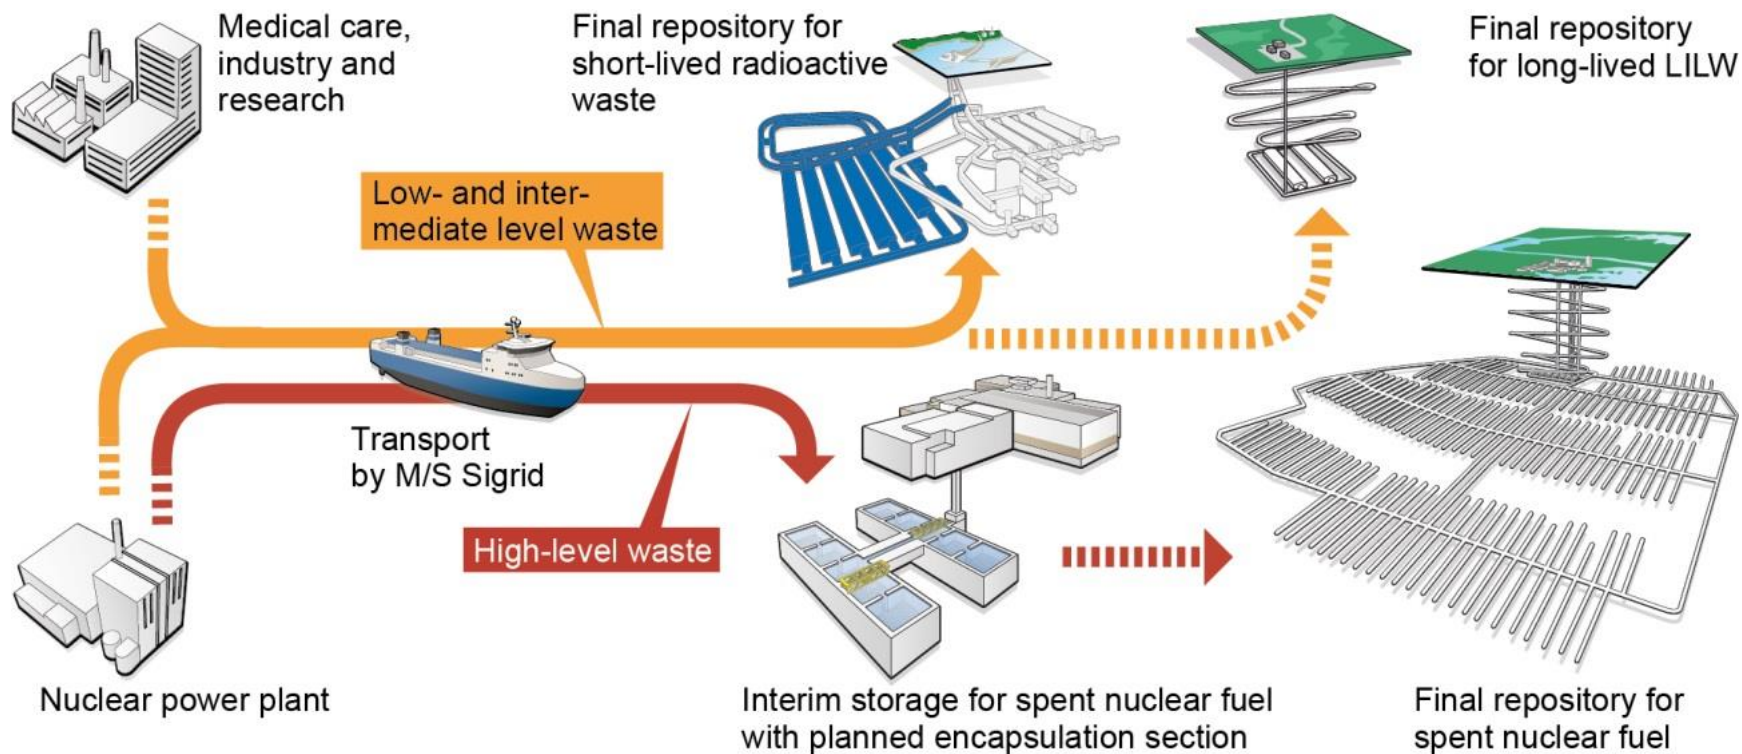 Medical care,
industry and
research
Final repository for
short-lived radioactive
waste
Final repository
for long-lived LILW
Low- and inter-
mediate level waste
Transport
by M/S Sigrid
High-level waste
Nuclear power plant
Interim storage for spent nuclear fuel
with planned encapsulation section
Final repository for
spent nuclear fuel